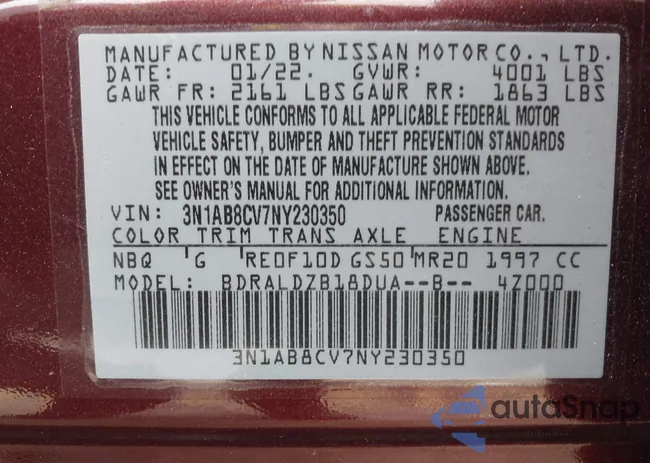 MANUFACTURED BY NISSAN MOTOR CO., LTD.
DATE: 01/22. GVWR: 4001 LBS
GAWR FR: 2161 LBS GAWR RR: 1863 LBS
THIS VEHICLE CONFORMS TO ALL APPLICABLE FEDERAL MOTOR
VEHICLE SAFETY, BUMPER AND THEFT PREVENTION STANDARDS
IN EFFECT ON THE DATE OF MANUFACTURE SHOWN ABOVE.
SEE OWNER'S MANUAL FOR ADDITIONAL INFORMATION.
VIN: 3N1AB8CV7NY230350 PASSENGER CAR.
COLOR TRIM TRANS AXLE ENGINE
NBQ G RE0F10D GS50 MR20 1997 CC
MODEL: BDRALDZB18DUA--B-- 4Z000
3N1AB8CV7NY230350
autoSnap